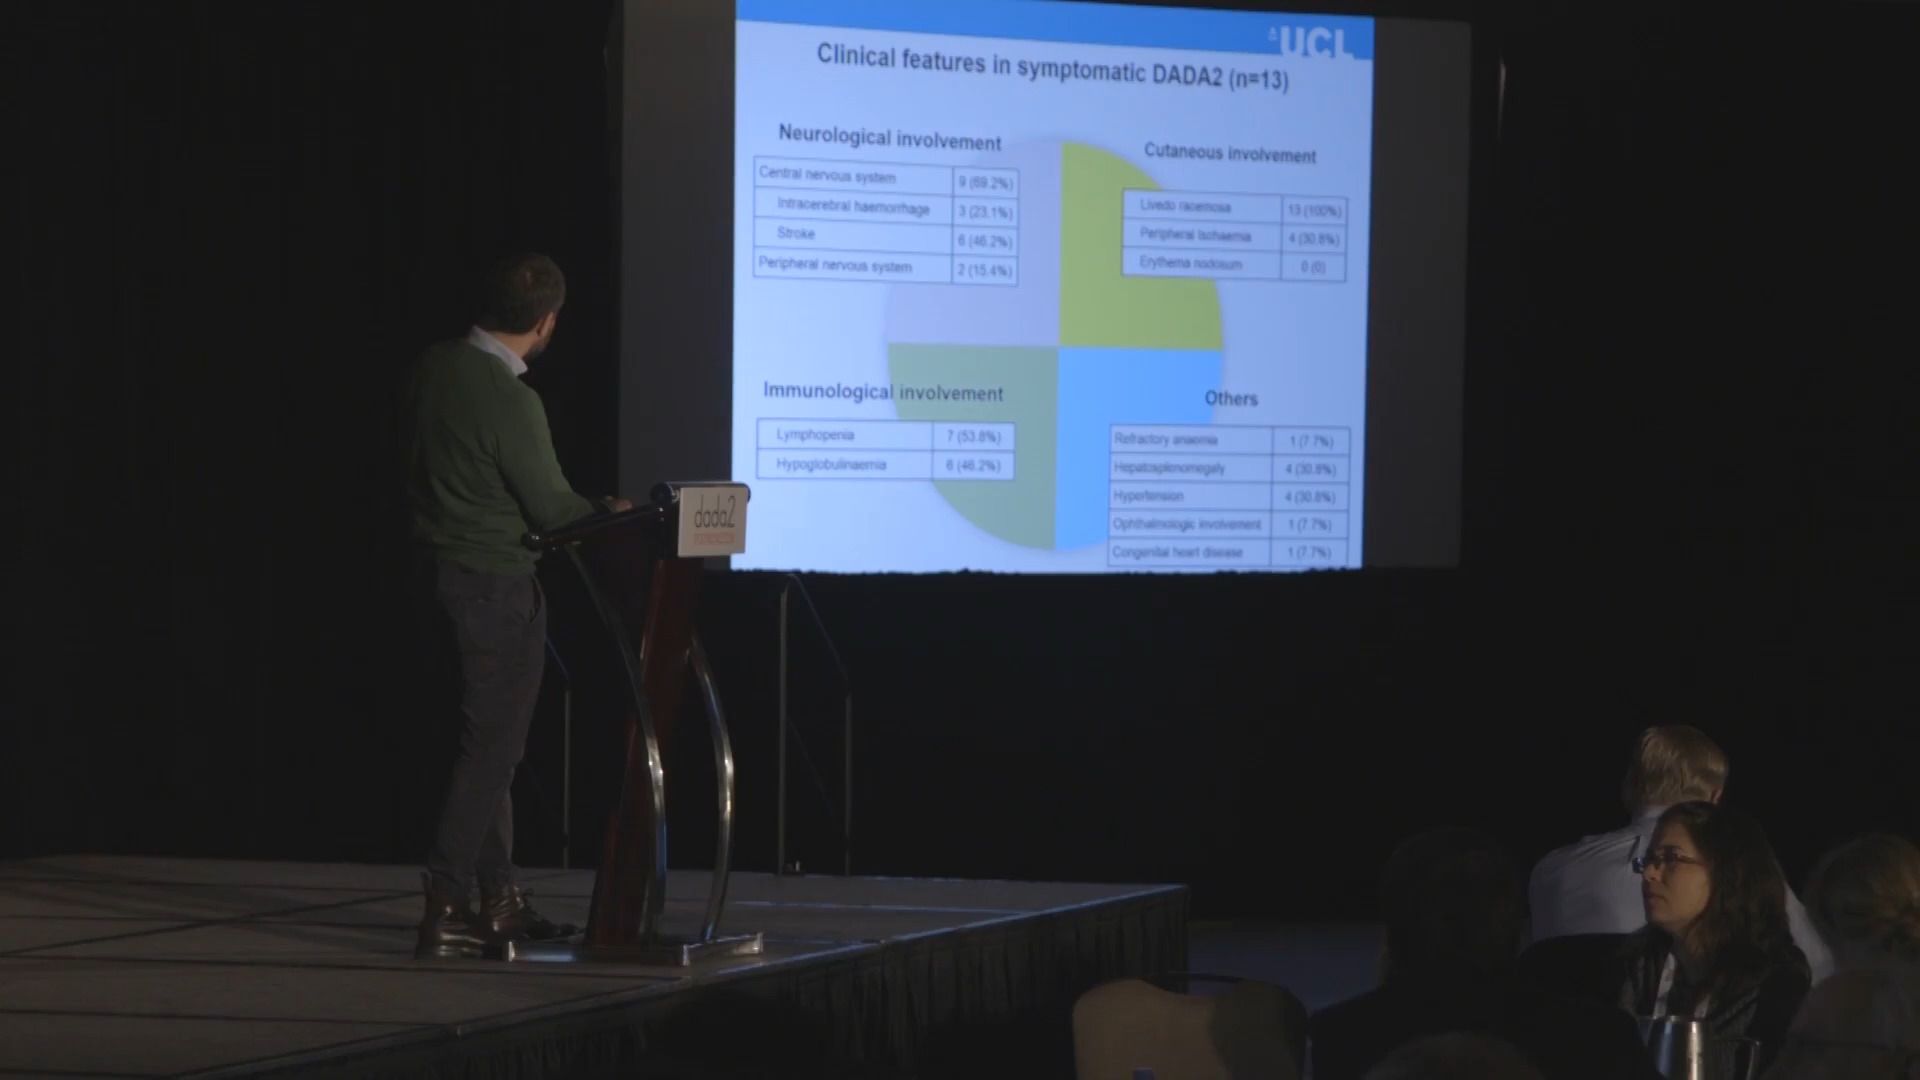 UCL
Clinical features in symptomatic DADA2 (n=13)
Neurological involvement
Central nervous system 9 (69.2%)
Intracerebral haemorrhage 3 (23.1%)
Stroke 6 (46.2%)
Peripheral nervous system 2 (15.4%)
Cutaneous involvement
Livedo racemosa 13 (100%)
Peripheral ischaemia 4 (30.8%)
Erythema nodosum 0 (0)
Immunological involvement
Lymphopenia 7 (53.8%)
Hypoglobulinaemia 6 (46.2%)
Others
Refractory anaemia 1 (7.7%)
Hepatosplenomegaly 4 (30.8%)
Hypertension 4 (30.8%)
Ophthalmologic involvement 1 (7.7%)
Congenital heart disease 1 (7.7%)
dada2
FOUNDATION